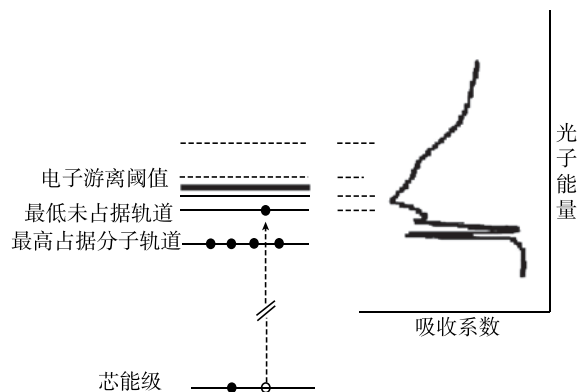 电子游离阈值
最低未占据轨道
最高占据分子轨道
芯能级
光子能量
吸收系数